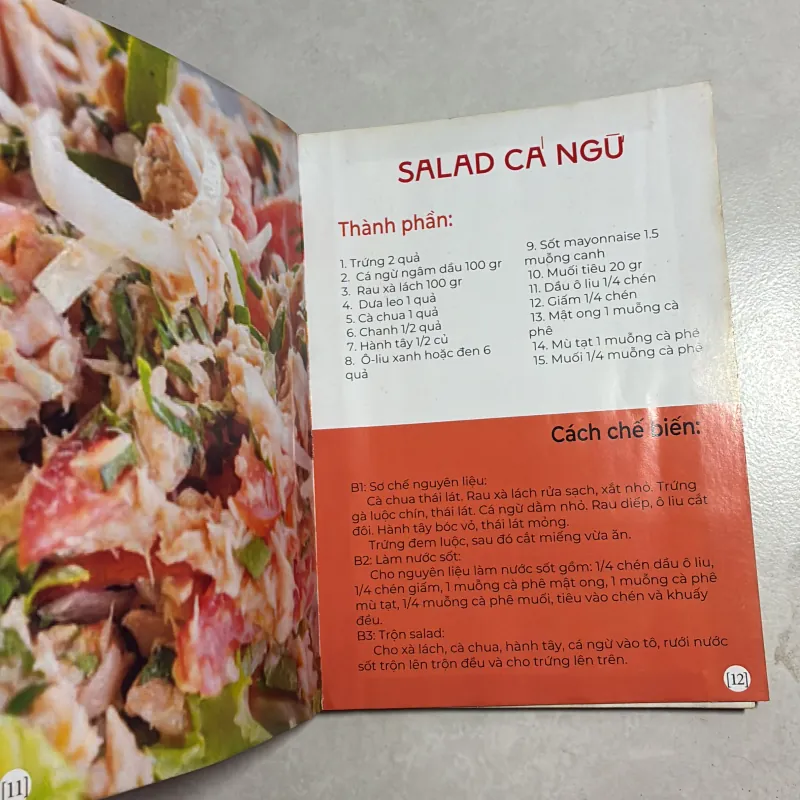 SALAD CÁ NGỪ
Thành phần:
1. Trứng 2 quả
2. Cá ngừ ngâm dầu 100 gr
3. Rau xà lách 100 gr
4. Dưa leo 1 quả
5. Cà chua 1 quả
6. Chanh 1/2 quả
7. Hành tây 1/2 củ
8. Ô-liu xanh hoặc đen 6
quả
9. Sốt mayonnaise 1.5
muỗng canh
10. Muối tiêu 20 gr
11. Dầu ô liu 1/4 chén
12. Giấm 1/4 chén
13. Mật ong 1 muỗng cà
phê
14. Mù tạt 1 muỗng cà phê
15. Muối 1/4 muỗng cà phê
Cách chế biến:
B1: Sơ chế nguyên liệu:
Cà chua thái lát. Rau xà lách rửa sạch, xắt nhỏ. Trứng
gà luộc chín, thái lát. Cá ngừ dằm nhỏ. Rau diếp, ô liu cắt
đôi. Hành tây bóc vỏ, thái lát mỏng.
Trứng đem luộc, sau đó cắt miếng vừa ăn.
B2: Làm nước sốt:
Cho nguyên liệu làm nước sốt gồm: 1/4 chén dầu ô liu,
1/4 chén giấm, 1 muỗng cà phê mật ong, 1 muỗng cà phê
mù tạt, 1/4 muỗng cà phê muối, tiêu vào chén và khuấy
đều.
B3: Trộn salad:
Cho xà lách, cà chua, hành tây, cá ngừ vào tô, rưới nước
sốt trộn lên trộn đều và cho trứng lên trên.
[12]
[11]